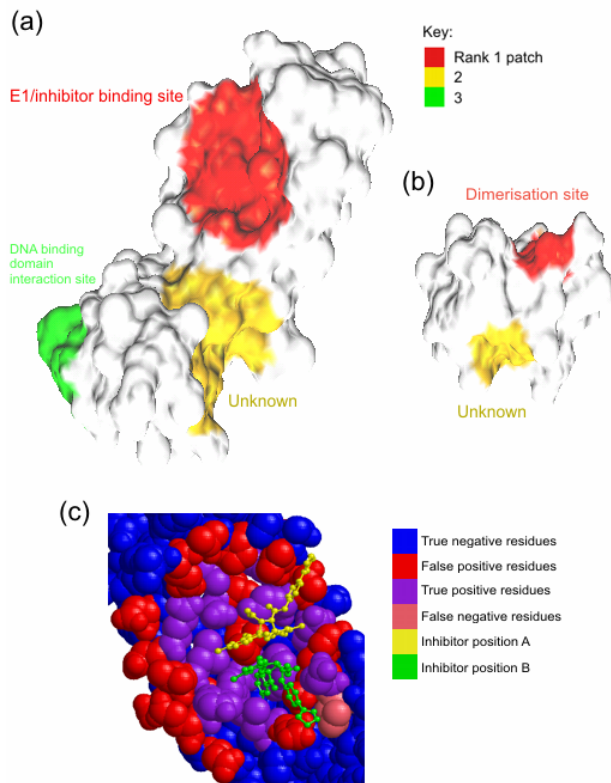 (a)
Key:
Rank 1 patch
2
3
E1/inhibitor binding site
(b)
Dimerisation site
DNA binding
domain
interaction site
Unknown
Unknown
(c)
True negative residues
False positive residues
True positive residues
False negative residues
Inhibitor position A
Inhibitor position B